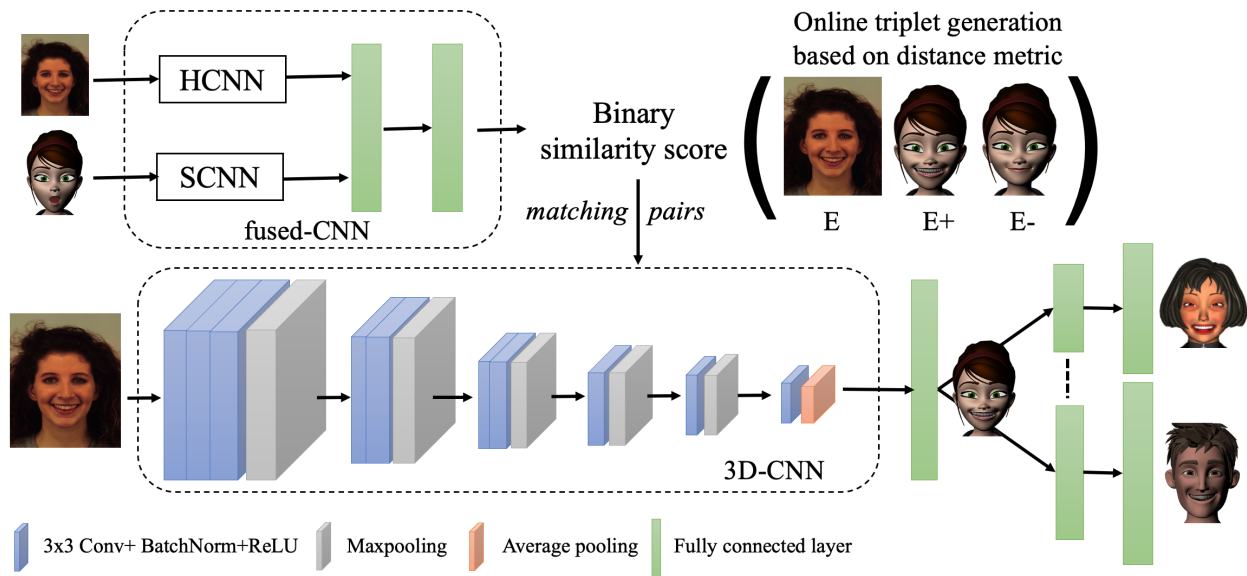 Online triplet generation
based on distance metric
HCNN
SCNN
fused-CNN
Binary
similarity score
matching pairs
E E+ E-
3D-CNN
3x3 Conv+ BatchNorm+ReLU
Maxpooling
Average pooling
Fully connected layer